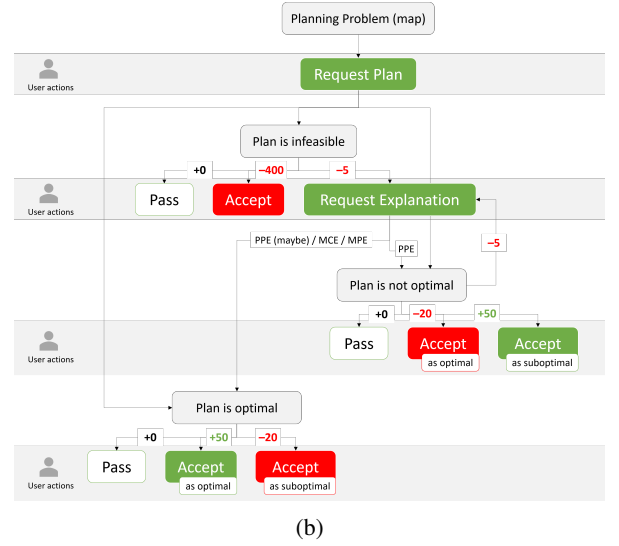 Planning Problem (map)
User actions
Request Plan
Plan is infeasible
+0
−400
−5
User actions
Pass
Accept
Request Explanation
PPE (maybe) / MCE / MPE
PPE
−5
Plan is not optimal
+0
−20
+50
User actions
Pass
Accept
as optimal
Accept
as suboptimal
Plan is optimal
+0
+50
−20
User actions
Pass
Accept
as optimal
Accept
as suboptimal
(b)